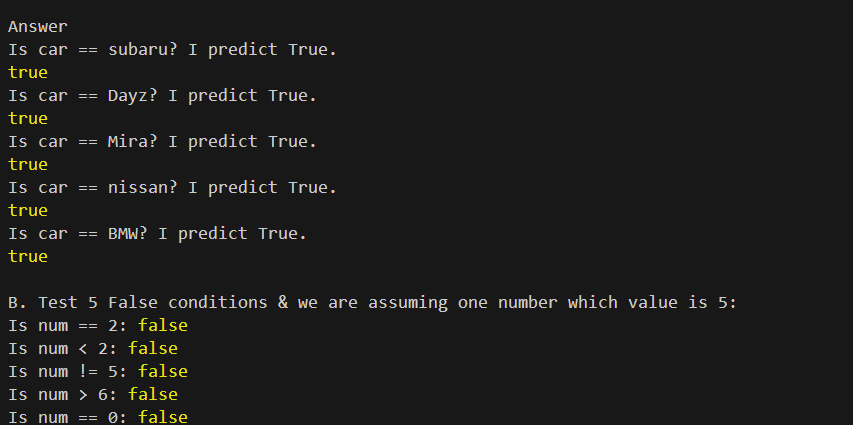 Answer
Is car == subaru? I predict True.
true
Is car == Dayz? I predict True.
true
Is car == Mira? I predict True.
true
Is car == nissan? I predict True.
true
Is car == BMW? I predict True.
true
B. Test 5 False conditions & we are assuming one number which value is 5:
Is num == 2: false
Is num < 2: false
Is num != 5: false
Is num > 6: false
Is num == 0: false